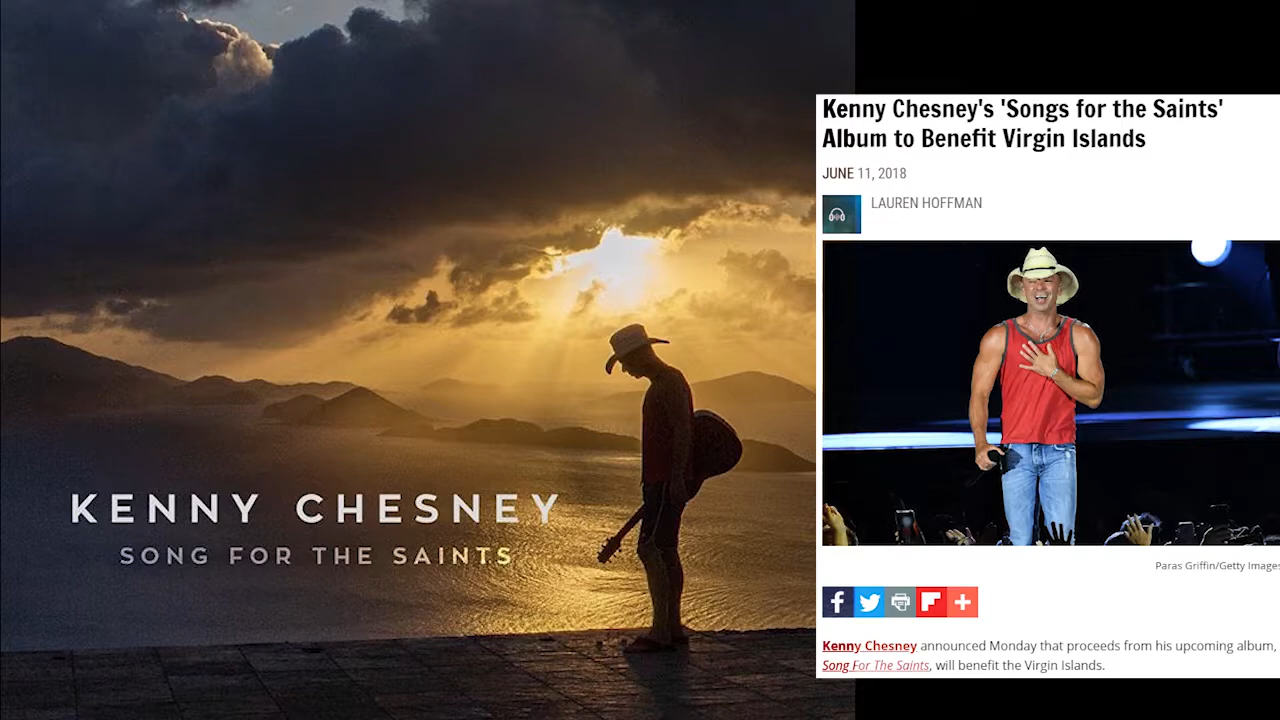 KENNY CHESNEY
SONG FOR THE SAINTS
Kenny Chesney's 'Songs for the Saints'
Album to Benefit Virgin Islands
JUNE 11, 2018
LAUREN HOFFMAN
Paras Griffin/Getty Images
Kenny Chesney announced Monday that proceeds from his upcoming album,
Song For The Saints, will benefit the Virgin Islands.